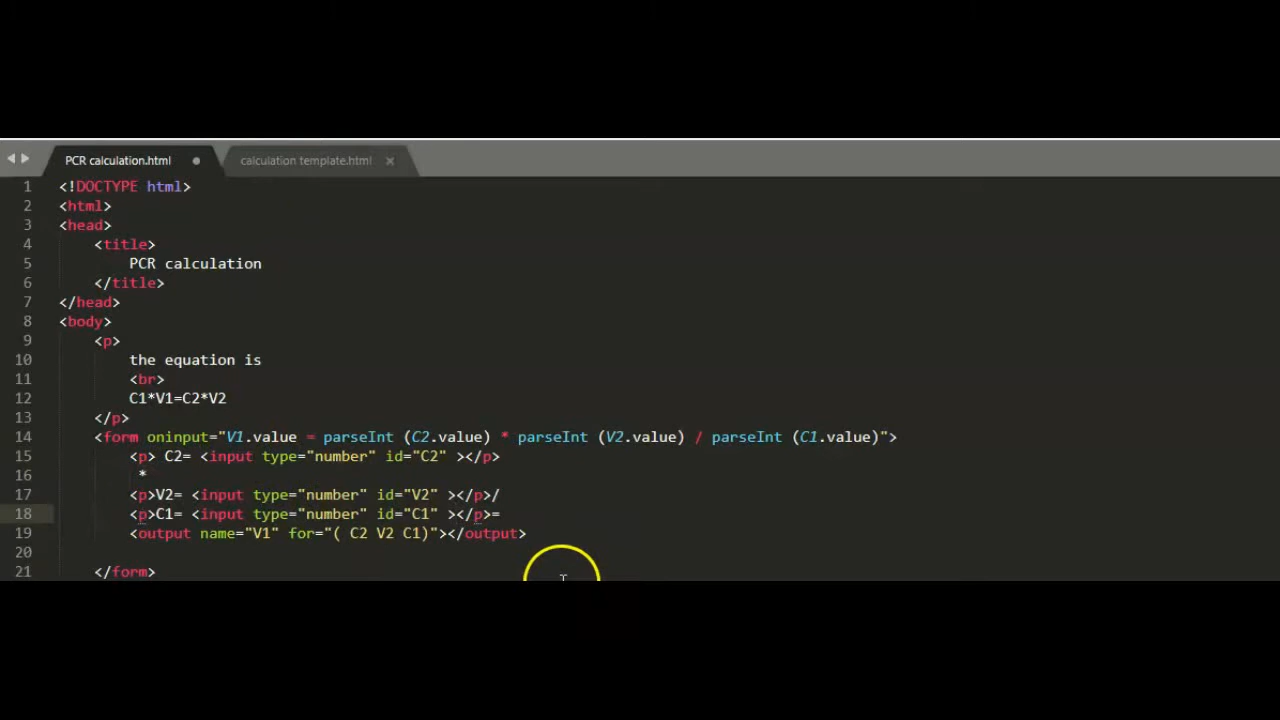 PCR calculation.html calculation template.html
1 <!DOCTYPE html>
2 <html>
3 <head>
4 <title>
5 PCR calculation
6 </title>
7 </head>
8 <body>
9 <p>
10 the equation is
11 <br>
12 C1*V1=C2*V2
13 </p>
14 <form oninput="V1.value = parseInt (C2.value) * parseInt (V2.value) / parseInt (C1.value)">
15 <p> C2= <input type="number" id="C2" ></p>
16 *
17 <p>V2= <input type="number" id="V2" ></p>/
18 <p>C1= <input type="number" id="C1" ></p>=
19 <output name="V1" for="( C2 V2 C1)"></output>
20
21 </form>